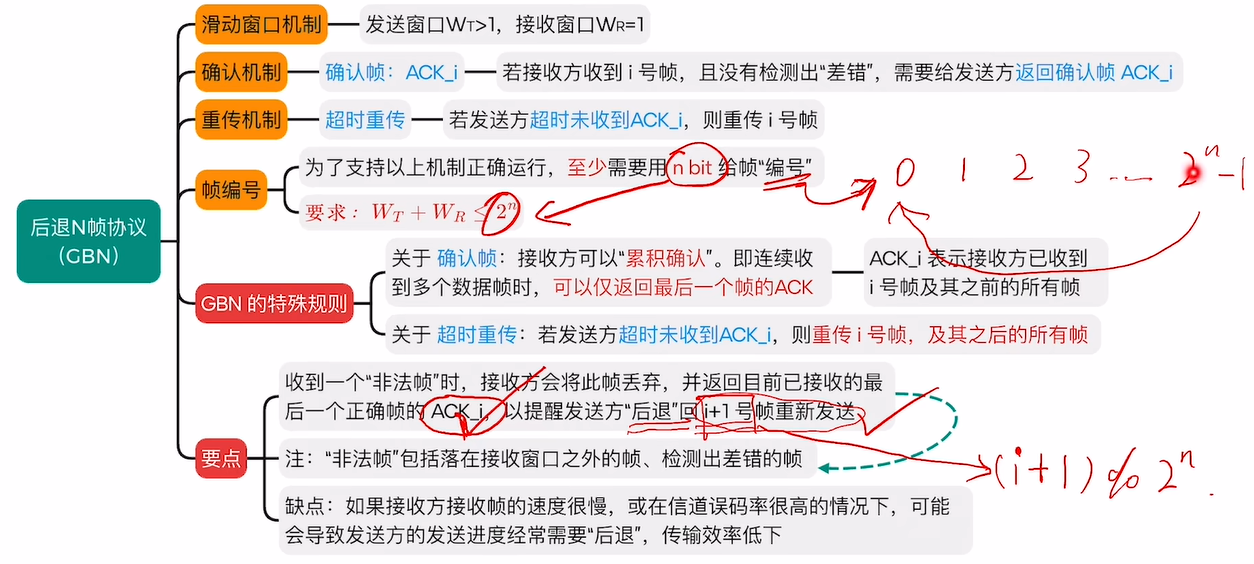 滑动窗口机制
发送窗口WT>1，接收窗口WR=1
确认机制
确认帧：ACK_i
若接收方收到 i 号帧，且没有检测出“差错”，需要给发送方返回确认帧 ACK_i
重传机制
超时重传
若发送方超时未收到ACK_i，则重传 i 号帧
帧编号
为了支持以上机制正确运行，至少需要用 n bit 给帧“编号”
0 1 2 3 ... 2^n-1
要求：W_T + W_R ≤ 2^n
后退N帧协议
（GBN）
GBN 的特殊规则
关于 确认帧：接收方可以“累积确认”。即连续收
到多个数据帧时，可以仅返回最后一个帧的ACK
ACK_i 表示接收方已收到
i 号帧及其之前的所有帧
关于 超时重传：若发送方超时未收到ACK_i，则重传 i 号帧，及其之后的所有帧
要点
收到一个“非法帧”时，接收方会将此帧丢弃，并返回目前已接收的最
后一个正确帧的 ACK_i，以提醒发送方“后退”回 i+1 号帧重新发送
注：“非法帧”包括落在接收窗口之外的帧、检测出差错的帧
(i+1) % 2^n.
缺点：如果接收方接收帧的速度很慢，或在信道误码率很高的情况下，可能
会导致发送方的发送进度经常需要“后退”，传输效率低下